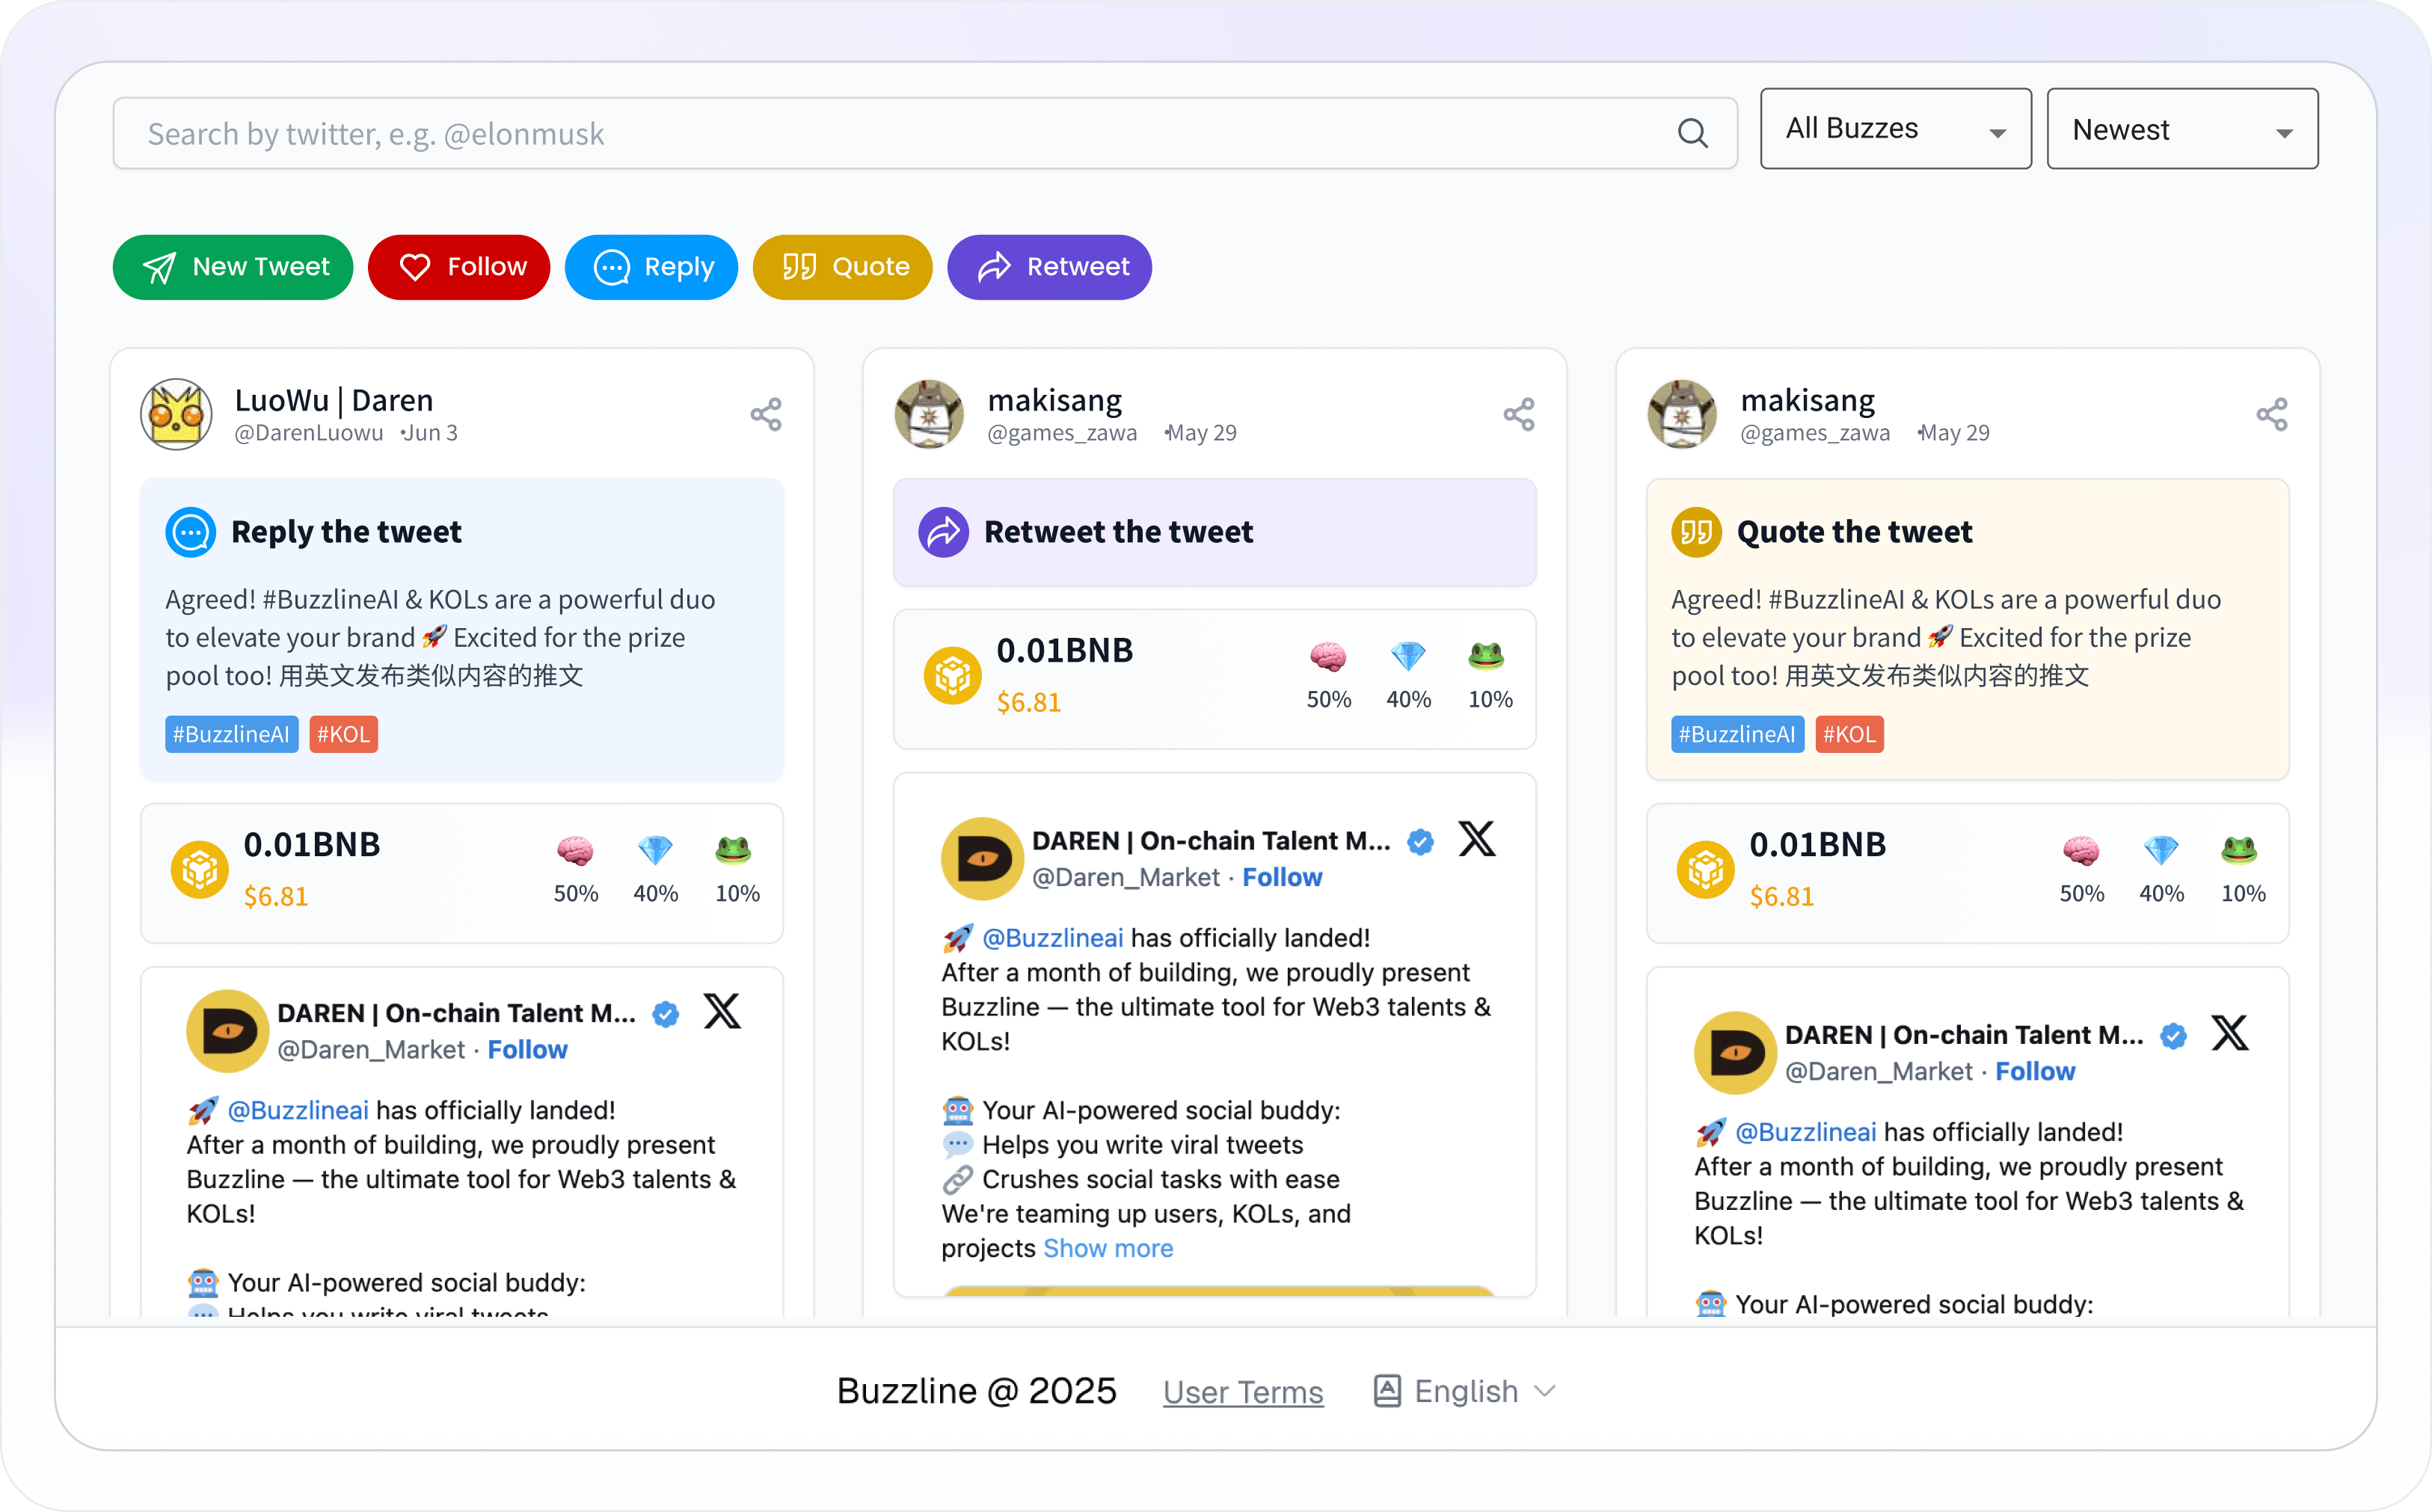 Search by twitter, e.g. @elonmusk
All Buzzes
Newest
New Tweet
Follow
Reply
Quote
Retweet
LuoWu | Daren
@DarenLuowu •Jun 3
Reply the tweet
Agreed! #BuzzlineAI & KOLs are a powerful duo
to elevate your brand 🚀 Excited for the prize
pool too! 用英文发布类似内容的推文
#BuzzlineAI #KOL
0.01BNB
$6.81
50% 40% 10%
DAREN | On-chain Talent M...
@Daren_Market · Follow
🚀 @Buzzlineai has officially landed!
After a month of building, we proudly present
Buzzline — the ultimate tool for Web3 talents &
KOLs!
🤖 Your AI-powered social buddy:
💬 Helps you write viral tweets
makisang
@games_zawa •May 29
Retweet the tweet
0.01BNB
$6.81
50% 40% 10%
DAREN | On-chain Talent M...
@Daren_Market · Follow
🚀 @Buzzlineai has officially landed!
After a month of building, we proudly present
Buzzline — the ultimate tool for Web3 talents &
KOLs!
🤖 Your AI-powered social buddy:
💬 Helps you write viral tweets
🔗 Crushes social tasks with ease
We're teaming up users, KOLs, and
projects Show more
makisang
@games_zawa •May 29
Quote the tweet
Agreed! #BuzzlineAI & KOLs are a powerful duo
to elevate your brand 🚀 Excited for the prize
pool too! 用英文发布类似内容的推文
#BuzzlineAI #KOL
0.01BNB
$6.81
50% 40% 10%
DAREN | On-chain Talent M...
@Daren_Market · Follow
🚀 @Buzzlineai has officially landed!
After a month of building, we proudly present
Buzzline — the ultimate tool for Web3 talents &
KOLs!
🤖 Your AI-powered social buddy:
Buzzline @ 2025
User Terms
English